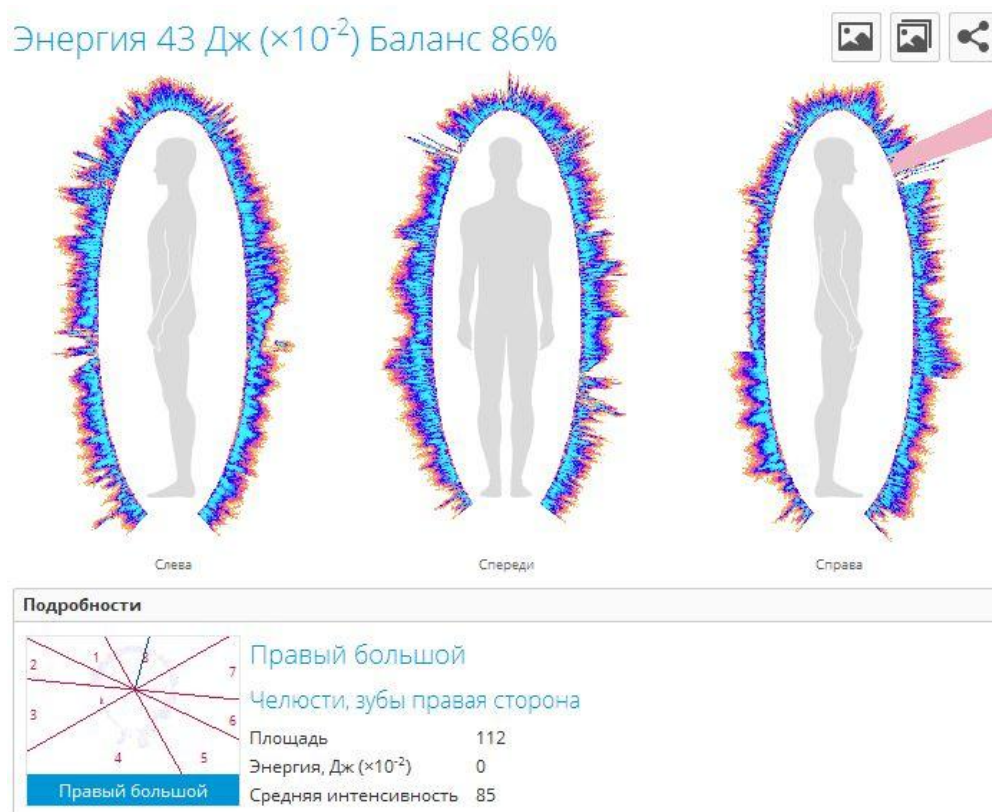 Энергия 43 Дж (×10⁻²) Баланс 86%
Слева Спереди Справа
Подробности
1 8
2 7
3 6
4 5
Правый большой
Правый большой
Челюсти, зубы правая сторона
Площадь 112
Энергия, Дж (×10⁻²) 0
Средняя интенсивность 85